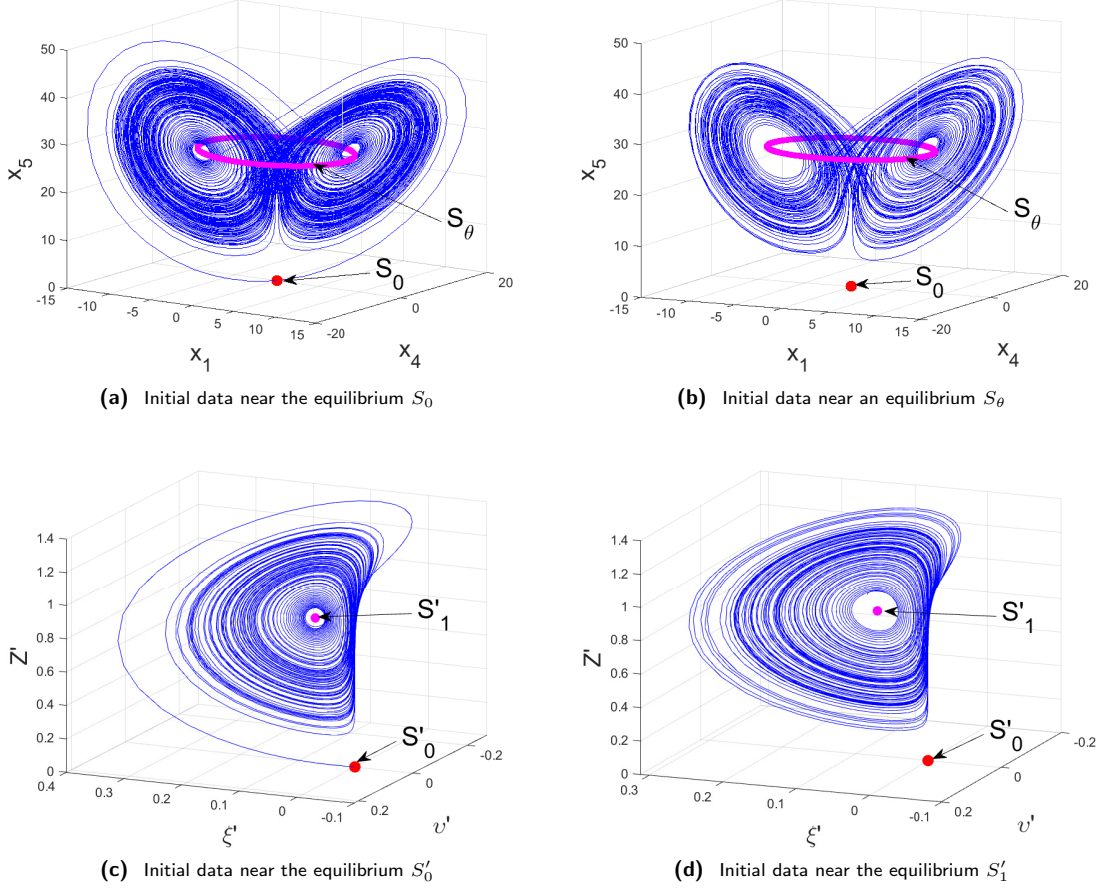 50
40
30
20
10
0
x₅
-15
-10
-5
0
5
10
15
x₁
-20
0
20
x₄
S_θ
S₀
(a) Initial data near the equilibrium S₀
50
40
30
20
10
0
x₅
-15
-10
-5
0
5
10
15
x₁
-20
0
20
x₄
S_θ
S₀
(b) Initial data near an equilibrium S_θ
1.4
1.2
1
0.8
0.6
0.4
0.2
0
Z'
0.4
0.3
0.2
0.1
0
-0.1
ξ'
0.2
0
-0.2
υ'
S'₁
S'₀
(c) Initial data near the equilibrium S′₀
1.4
1.2
1
0.8
0.6
0.4
0.2
0
Z'
0.3
0.2
0.1
0
-0.1
ξ'
0.2
0
-0.2
υ'
S'₁
S'₀
(d) Initial data near the equilibrium S′₁